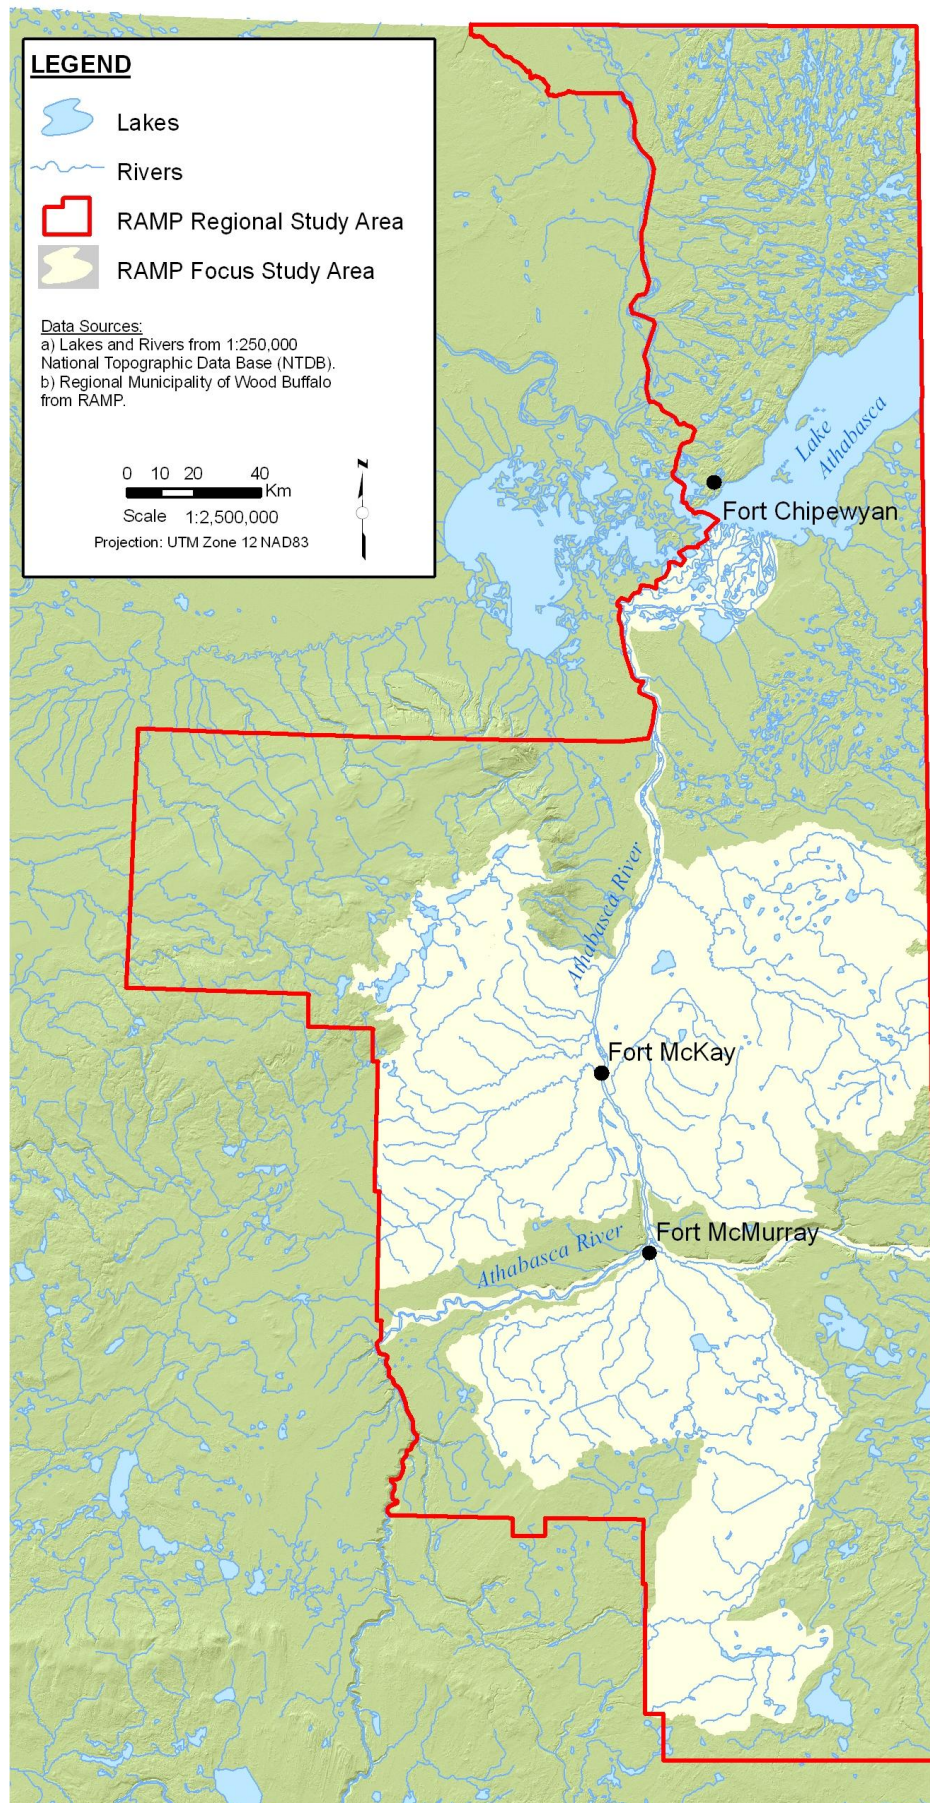 LEGEND
Lakes
Rivers
RAMP Regional Study Area
RAMP Focus Study Area
Data Sources:
a) Lakes and Rivers from 1:250,000
National Topographic Data Base (NTDB).
b) Regional Municipality of Wood Buffalo
from RAMP.
0 10 20 40
Km
Scale 1:2,500,000
Projection: UTM Zone 12 NAD83
N
Lake
Athabasca
Fort Chipewyan
Athabasca River
Fort McKay
Fort McMurray
Athabasca River